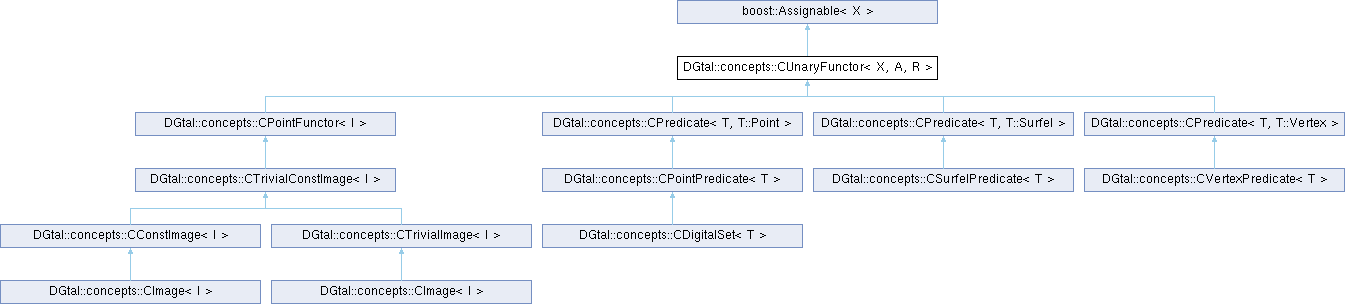 boost::Assignable< X >
DGtal::concepts::CUnaryFunctor< X, A, R >
DGtal::concepts::CPointFunctor< I >
DGtal::concepts::CPredicate< T, T::Point >
DGtal::concepts::CPredicate< T, T::Surfel >
DGtal::concepts::CPredicate< T, T::Vertex >
DGtal::concepts::CTrivialConstImage< I >
DGtal::concepts::CPointPredicate< T >
DGtal::concepts::CSurfelPredicate< T >
DGtal::concepts::CVertexPredicate< T >
DGtal::concepts::CConstImage< I >
DGtal::concepts::CTrivialImage< I >
DGtal::concepts::CDigitalSet< T >
DGtal::concepts::CImage< I >
DGtal::concepts::CImage< I >